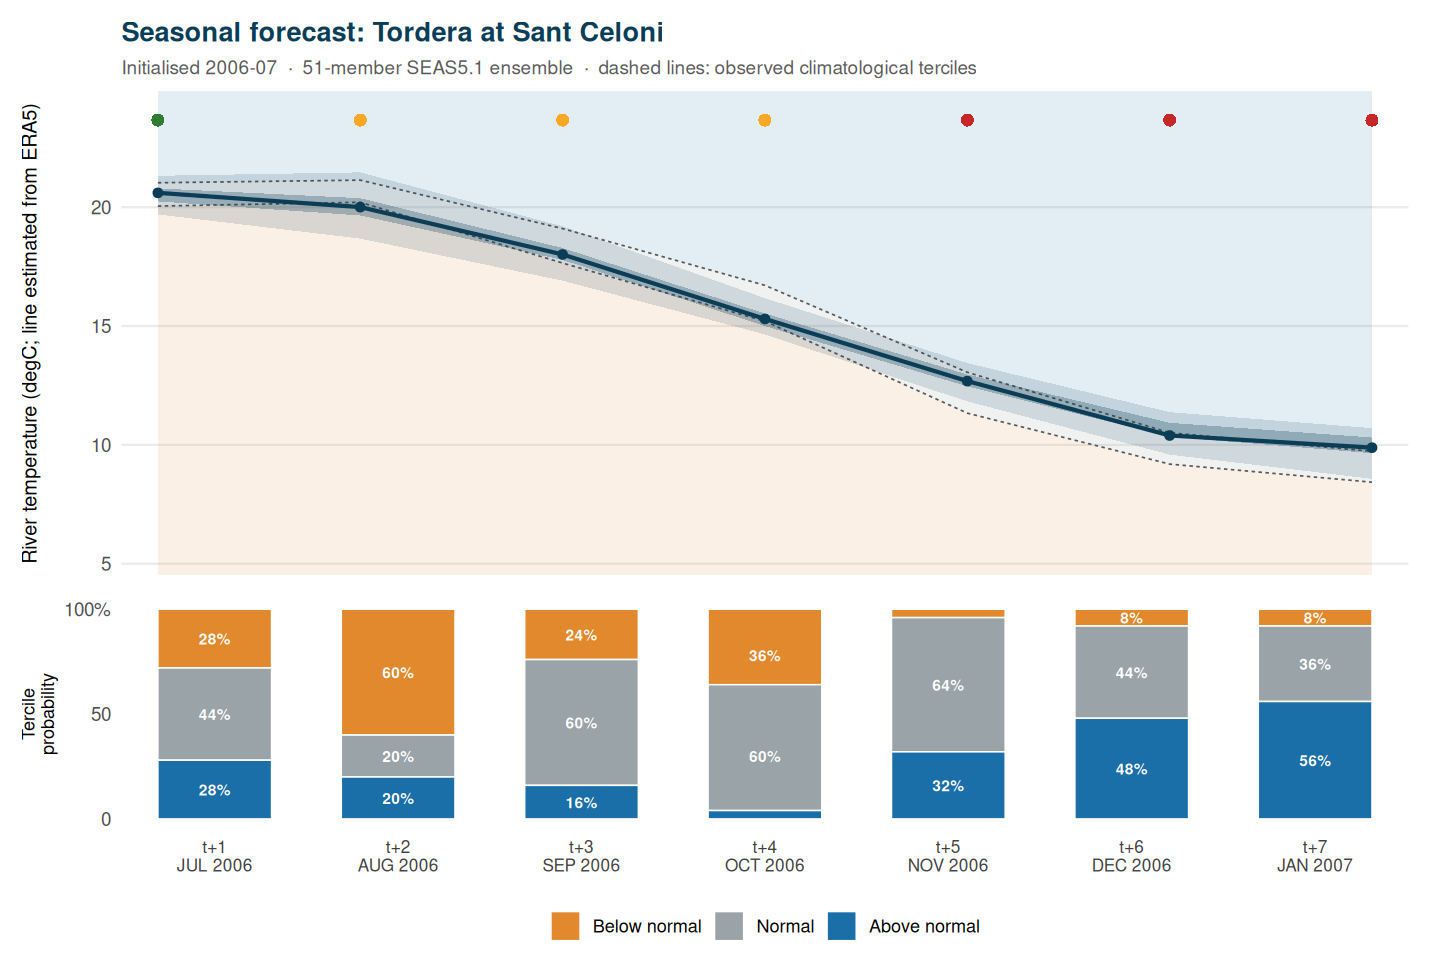 Seasonal forecast: Tordera at Sant Celoni
Initialised 2006-07 · 51-member SEAS5.1 ensemble · dashed lines: observed climatological terciles
River temperature (degC; line estimated from ERA5)
20
15
10
5
Tercile
probability
100%
50
0
28%
44%
28%
60%
20%
20%
24%
60%
16%
36%
60%
64%
32%
8%
44%
48%
8%
36%
56%
t+1
JUL 2006
t+2
AUG 2006
t+3
SEP 2006
t+4
OCT 2006
t+5
NOV 2006
t+6
DEC 2006
t+7
JAN 2007
Below normal
Normal
Above normal